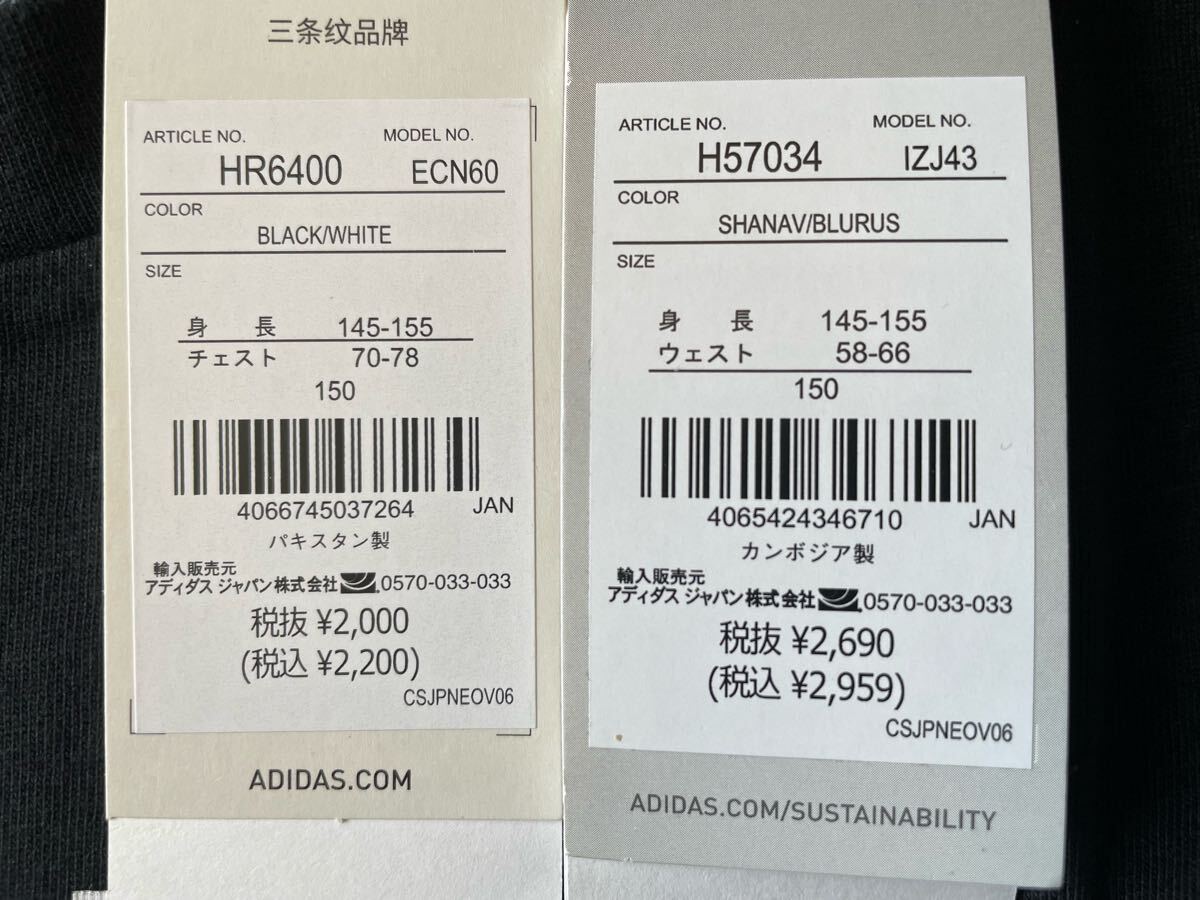 三条纹品牌
ARTICLE NO. MODEL NO.
HR6400 ECN60
COLOR
BLACK/WHITE
SIZE
身 長 145-155
チェスト 70-78
150
4066745037264 JAN
パキスタン製
輸入販売元
アディダス ジャパン株式会社 0570-033-033
税抜 ¥2,000
(税込 ¥2,200)
CSJPNEOV06
ADIDAS.COM
ARTICLE NO. MODEL NO.
H57034 IZJ43
COLOR
SHANAV/BLURUS
SIZE
身 長 145-155
ウェスト 58-66
150
4065424346710 JAN
カンボジア製
輸入販売元
アディダス ジャパン株式会社 0570-033-033
税抜 ¥2,690
(税込 ¥2,959)
CSJPNEOV06
ADIDAS.COM/SUSTAINABILITY